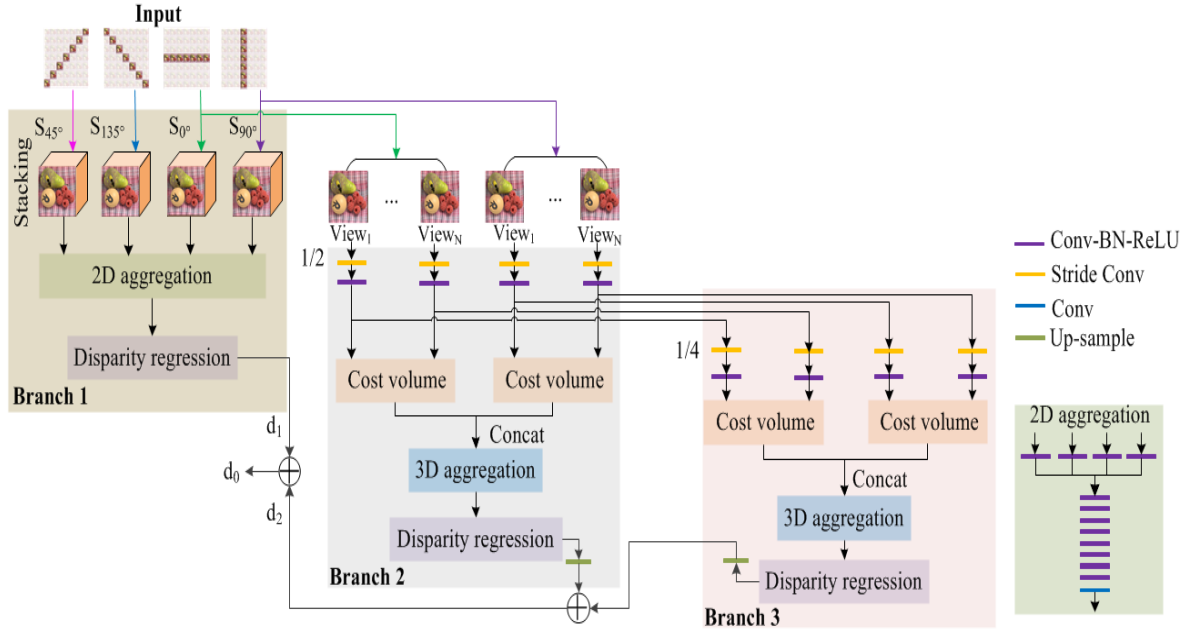 Input
S45° S135° S0° S90°
Stacking
2D aggregation
Disparity regression
Branch 1
d1
d0
d2
...
...
View1 ViewN View1 ViewN
1/2
Cost volume Cost volume
Concat
3D aggregation
Disparity regression
Branch 2
1/4
Cost volume Cost volume
Concat
3D aggregation
Disparity regression
Branch 3
Conv-BN-ReLU
Stride Conv
Conv
Up-sample
2D aggregation